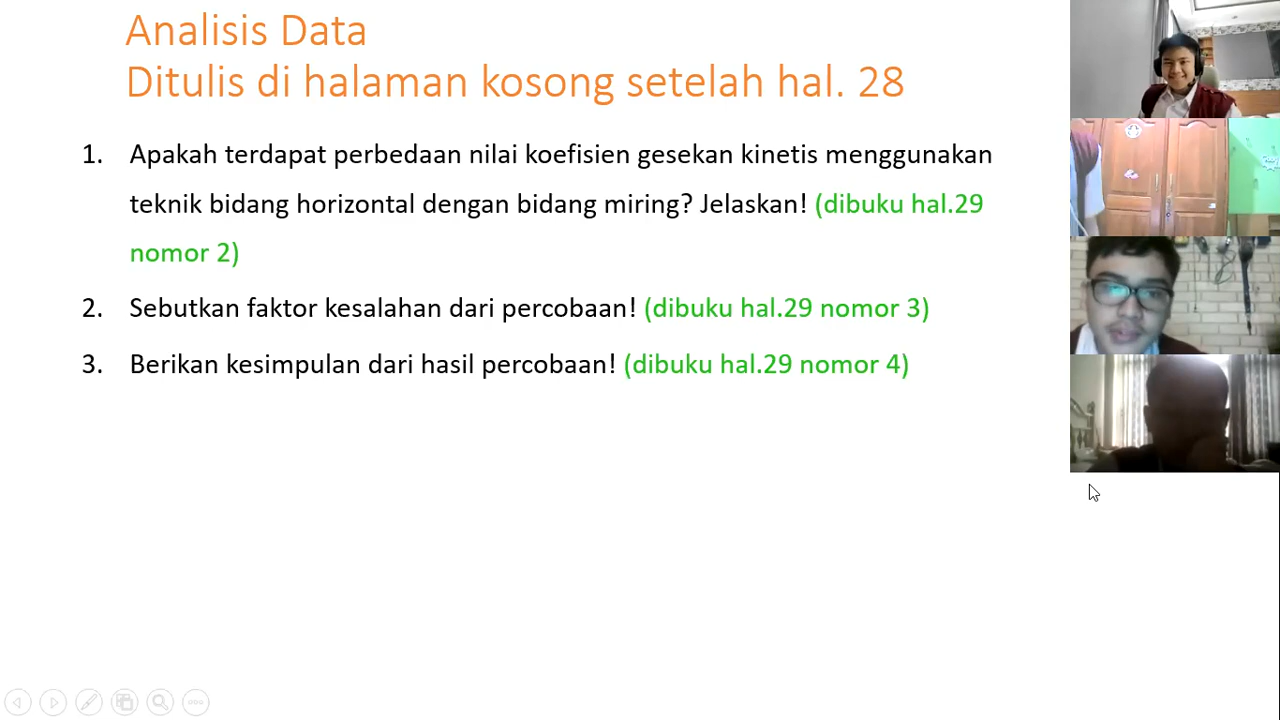 Analisis Data
Ditulis di halaman kosong setelah hal. 28
1. Apakah terdapat perbedaan nilai koefisien gesekan kinetis menggunakan
teknik bidang horizontal dengan bidang miring? Jelaskan! (dibuku hal.29
nomor 2)
2. Sebutkan faktor kesalahan dari percobaan! (dibuku hal.29 nomor 3)
3. Berikan kesimpulan dari hasil percobaan! (dibuku hal.29 nomor 4)